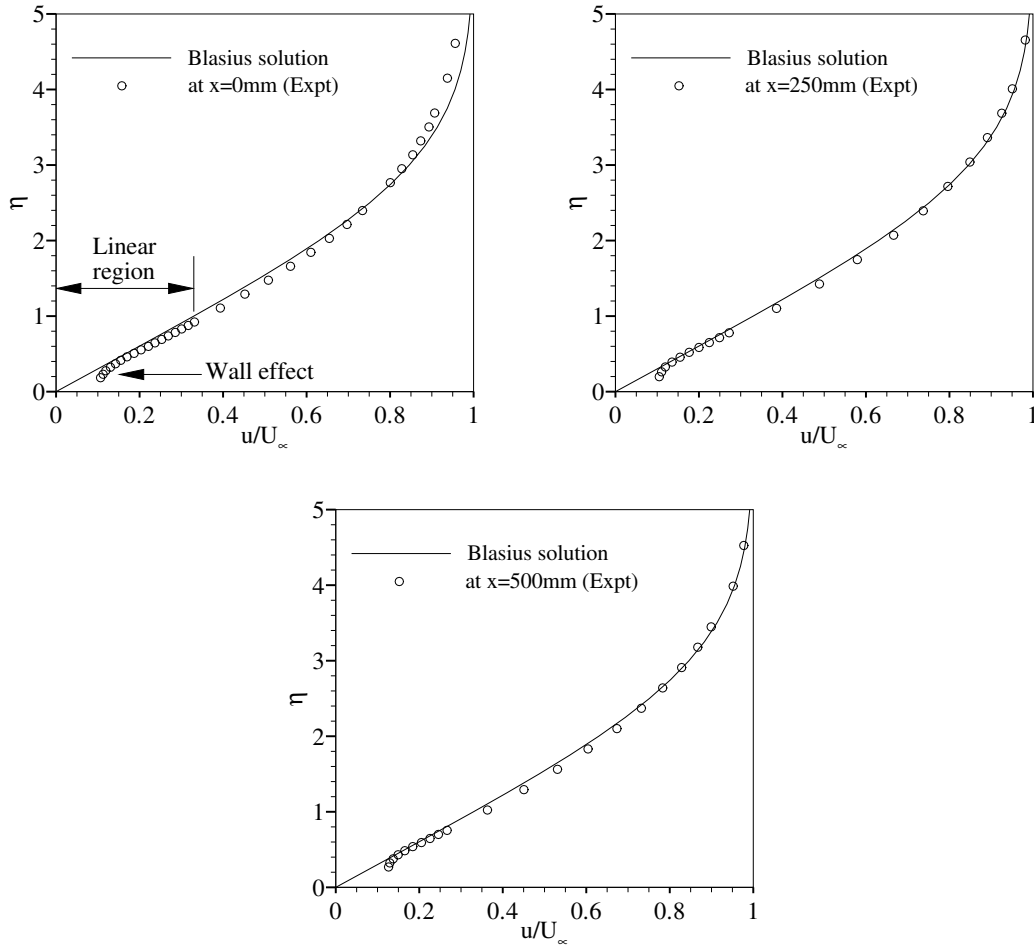 5
4
3
2
1
0
η
Blasius solution
at x=0mm (Expt)
Linear
region
Wall effect
0 0.2 0.4 0.6 0.8 1
u/U∞
5
4
3
2
1
0
η
Blasius solution
at x=250mm (Expt)
0 0.2 0.4 0.6 0.8 1
u/U∞
5
4
3
2
1
0
η
Blasius solution
at x=500mm (Expt)
0 0.2 0.4 0.6 0.8 1
u/U∞